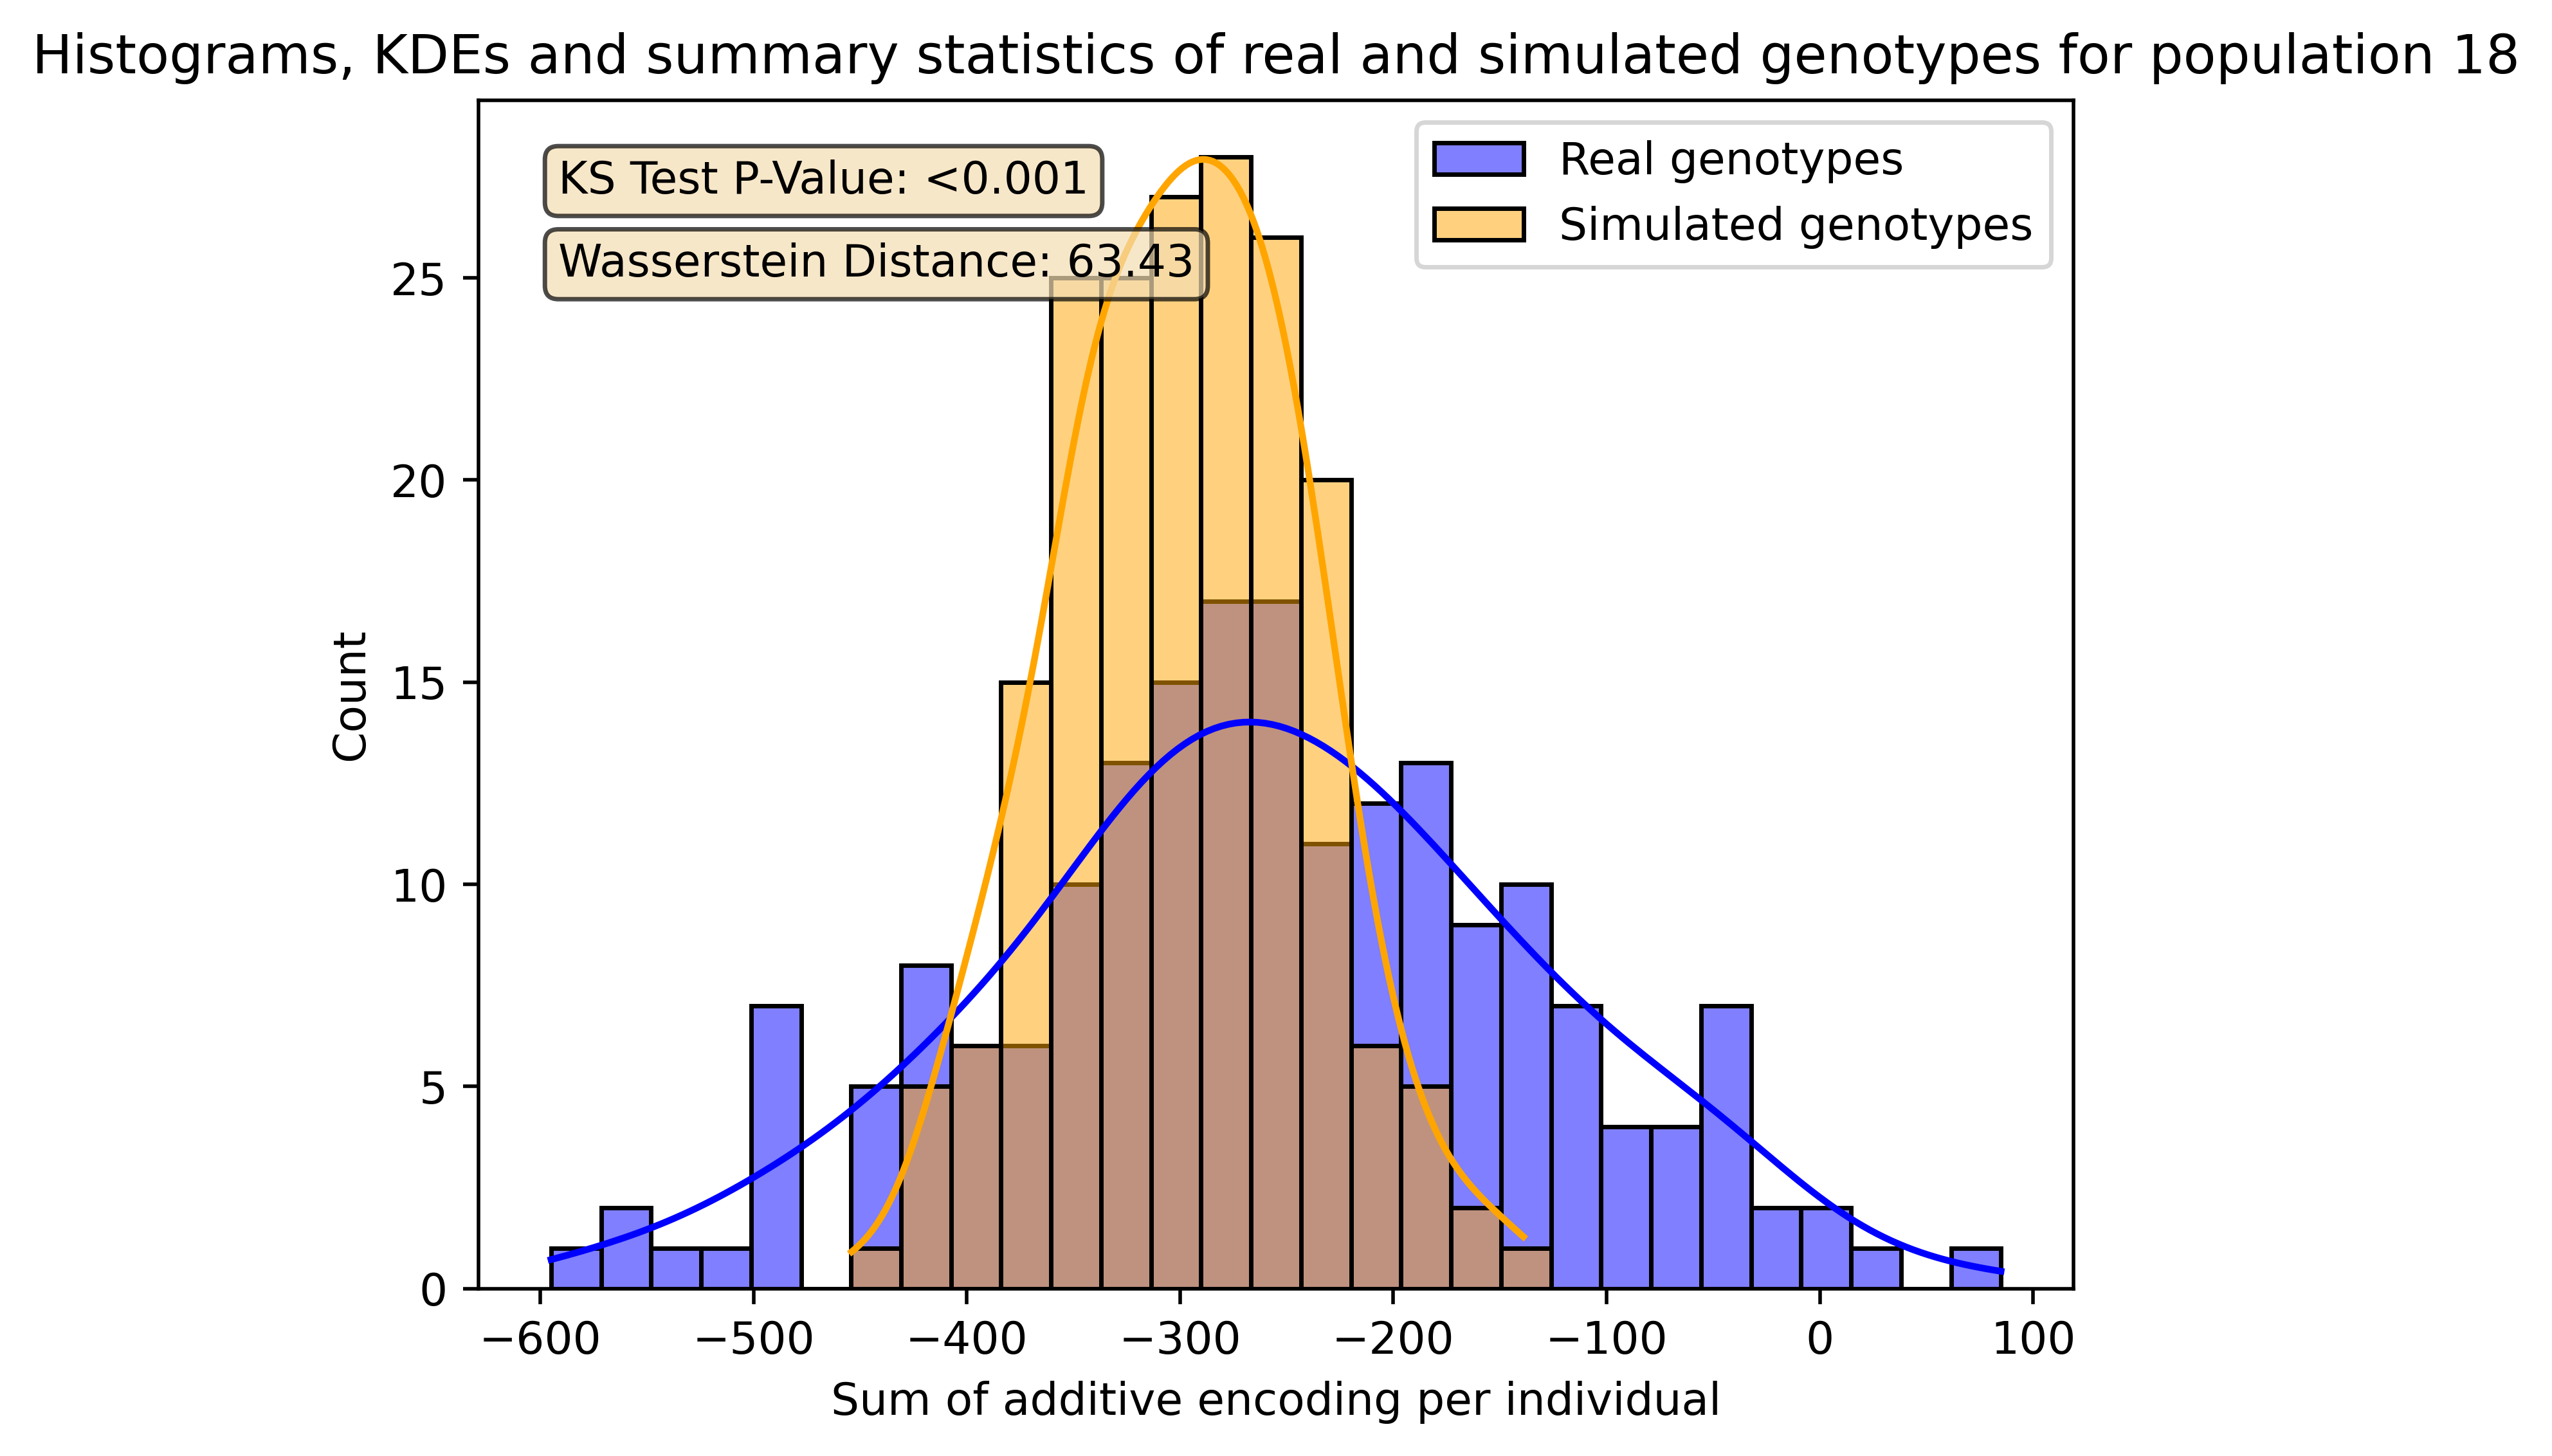 Histograms, KDEs and summary statistics of real and simulated genotypes for population 18
KS Test P-Value: <0.001
Wasserstein Distance: 63.43
Real genotypes
Simulated genotypes
Count
25
20
15
10
5
0
−600 −500 −400 −300 −200 −100 0 100
Sum of additive encoding per individual